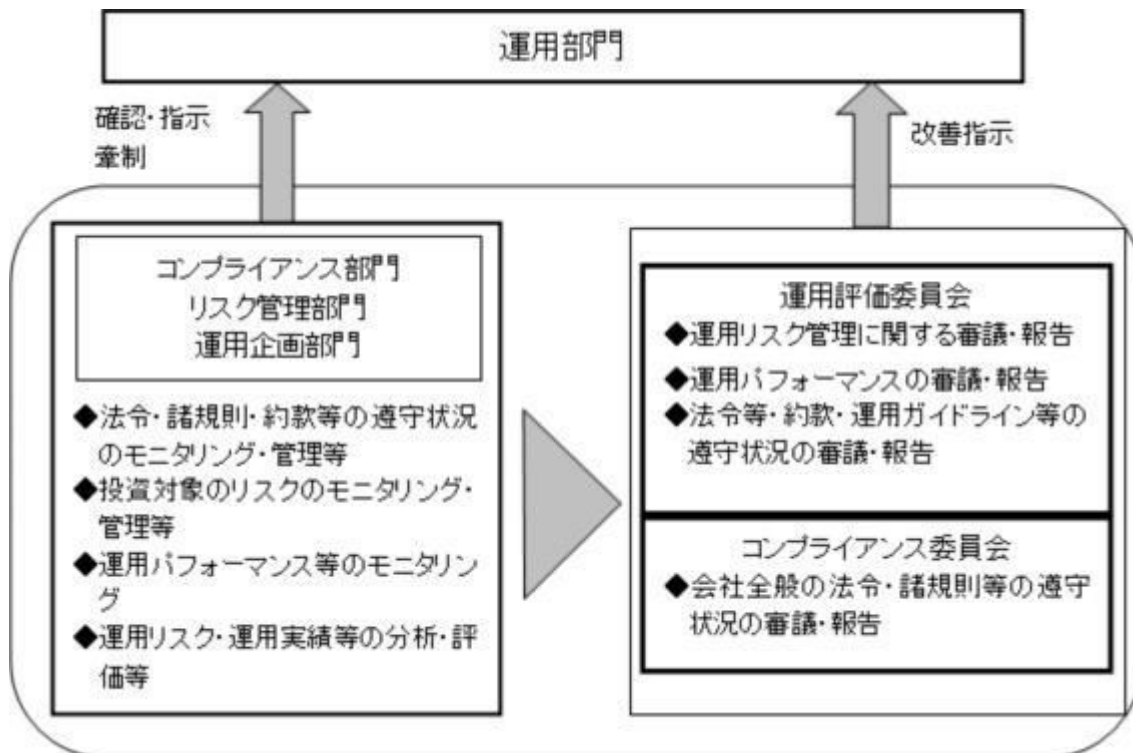 運用部門
確認・指示
牽制
改善指示
コンプライアンス部門
リスク管理部門
運用企画部門
◆法令・諸規則・約款等の遵守状況
のモニタリング・管理等
◆投資対象のリスクのモニタリング・
管理等
◆運用パフォーマンス等のモニタリン
グ
◆運用リスク・運用実績等の分析・評
価等
運用評価委員会
◆運用リスク管理に関する審議・報告
◆運用パフォーマンスの審議・報告
◆法令等・約款・運用ガイドライン等の
遵守状況の審議・報告
コンプライアンス委員会
◆会社全般の法令・諸規則等の遵守
状況の審議・報告